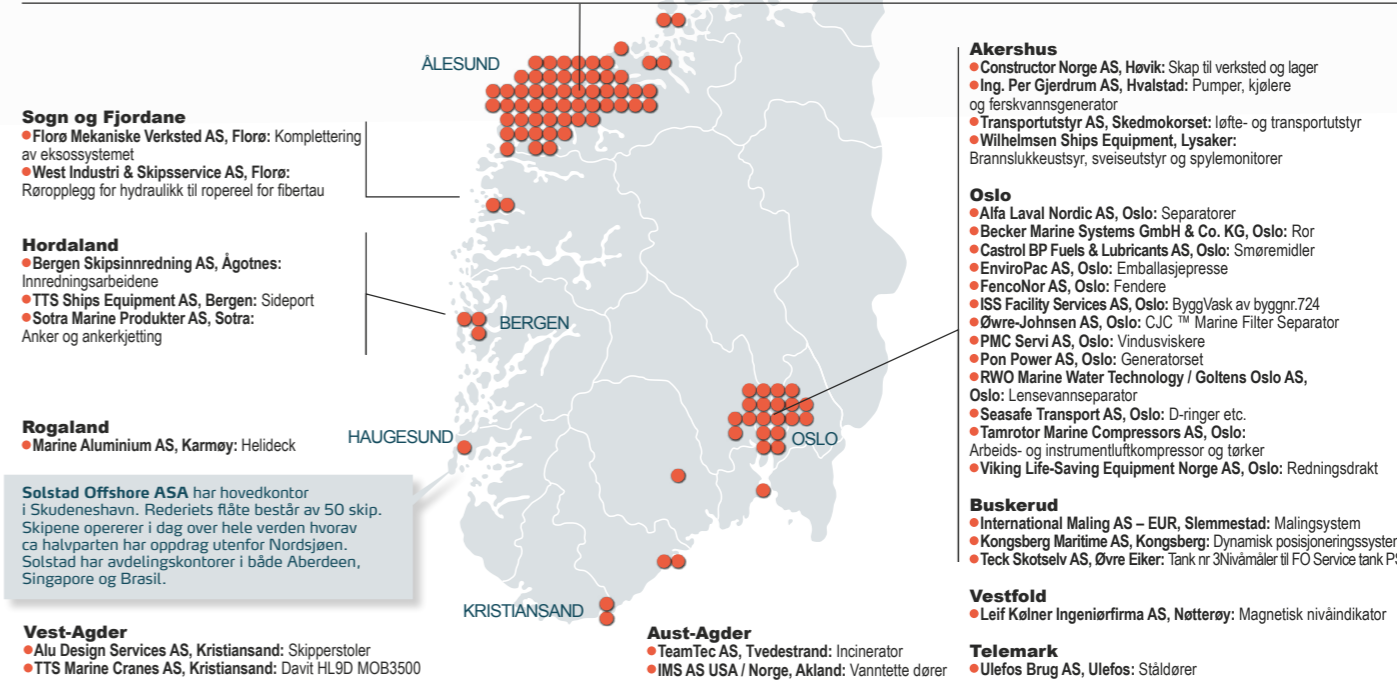 ÅLESUND
BERGEN
HAUGESUND
OSLO
KRISTIANSAND
Sogn og Fjordane
Florø Mekaniske Verksted AS, Florø: Komplettering
av eksossystemet
West Industri & Skipsservice AS, Florø:
Røropplegg for hydraulikk til ropereel for fibertau
Hordaland
Bergen Skipsinnredning AS, Ågotnes:
Innredningsarbeidene
TTS Ships Equipment AS, Bergen: Sideport
Sotra Marine Produkter AS, Sotra:
Anker og ankerkjetting
Rogaland
Marine Aluminium AS, Karmøy: Helideck
Solstad Offshore ASA har hovedkontor
i Skudeneshavn. Rederiets flåte består av 50 skip.
Skipene opererer i dag over hele verden hvorav
ca halvparten har oppdrag utenfor Nordsjøen.
Solstad har avdelingskontorer i både Aberdeen,
Singapore og Brasil.
Vest-Agder
Alu Design Services AS, Kristiansand: Skipperstoler
TTS Marine Cranes AS, Kristiansand: Davit HL9D MOB3500
Aust-Agder
TeamTec AS, Tvedestrand: Incinerator
IMS AS USA / Norge, Akland: Vanntette dører
Akershus
Constructor Norge AS, Høvik: Skap til verksted og lager
Ing. Per Gjerdrum AS, Hvalstad: Pumper, kjølere
og ferskvannsgenerator
Transportutstyr AS, Skedmokorset: løfte- og transportutstyr
Wilhelmsen Ships Equipment, Lysaker:
Brannslukkeustsyr, sveiseutstyr og spylemonitorer
Oslo
Alfa Laval Nordic AS, Oslo: Separatorer
Becker Marine Systems GmbH & Co. KG, Oslo: Ror
Castrol BP Fuels & Lubricants AS, Oslo: Smøremidler
EnviroPac AS, Oslo: Emballasjepresse
FencoNor AS, Oslo: Fendere
ISS Facility Services AS, Oslo: ByggVask av byggnr.724
Øwre-Johnsen AS, Oslo: CJC ™ Marine Filter Separator
PMC Servi AS, Oslo: Vindusviskere
Pon Power AS, Oslo: Generatorset
RWO Marine Water Technology / Goltens Oslo AS,
Oslo: Lensevannseparator
Seasafe Transport AS, Oslo: D-ringer etc.
Tamrotor Marine Compressors AS, Oslo:
Arbeids- og instrumentluftkompressor og tørker
Viking Life-Saving Equipment Norge AS, Oslo: Redningsdrakt
Buskerud
International Maling AS – EUR, Slemmestad: Malingsystem
Kongsberg Maritime AS, Kongsberg: Dynamisk posisjoneringssystem
Teck Skotselv AS, Øvre Eiker: Tank nr 3Nivåmåler til FO Service tank PS
Vestfold
Leif Kølner Ingeniørfirma AS, Nøtterøy: Magnetisk nivåindikator
Telemark
Ulefos Brug AS, Ulefos: Ståldører